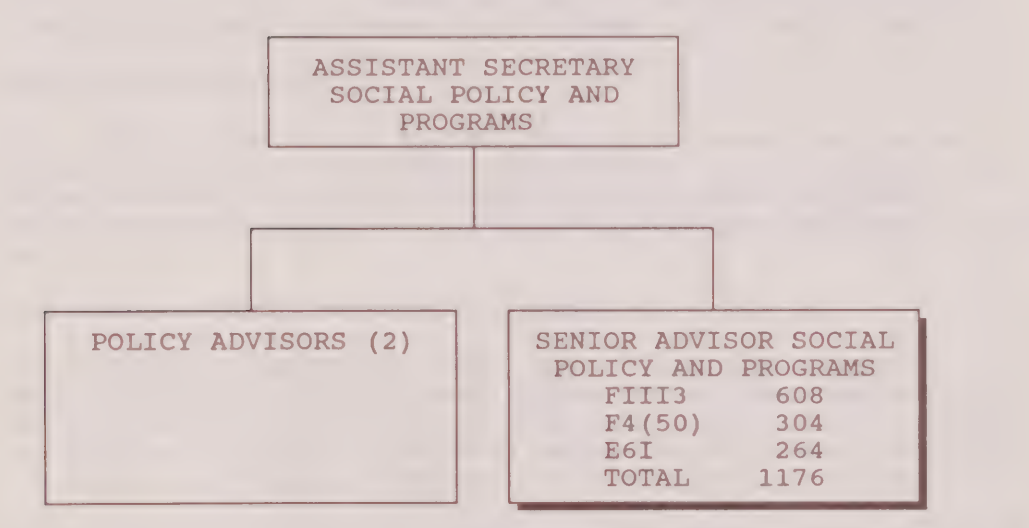 ASSISTANT SECRETARY
SOCIAL POLICY AND
PROGRAMS
POLICY ADVISORS (2)
SENIOR ADVISOR SOCIAL
POLICY AND PROGRAMS
FIII3 608
F4(50) 304
E6I 264
TOTAL 1176